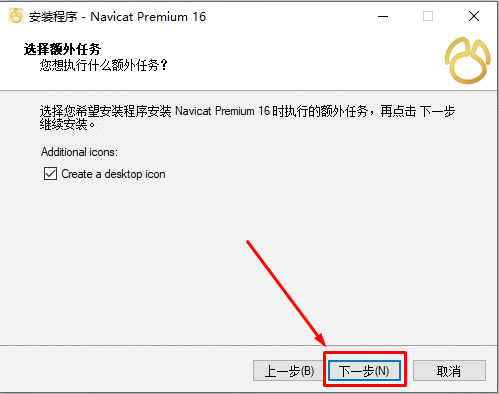 安装程序 - Navicat Premium 16
选择额外任务
您想执行什么额外任务?
选择您希望安装程序安装 Navicat Premium 16 时执行的额外任务，再点击 下一步
继续安装。
Additional icons:
Create a desktop icon
上一步(B) 下一步(N) 取消